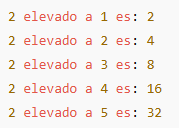 2 elevado a 1 es: 2
2 elevado a 2 es: 4
2 elevado a 3 es: 8
2 elevado a 4 es: 16
2 elevado a 5 es: 32